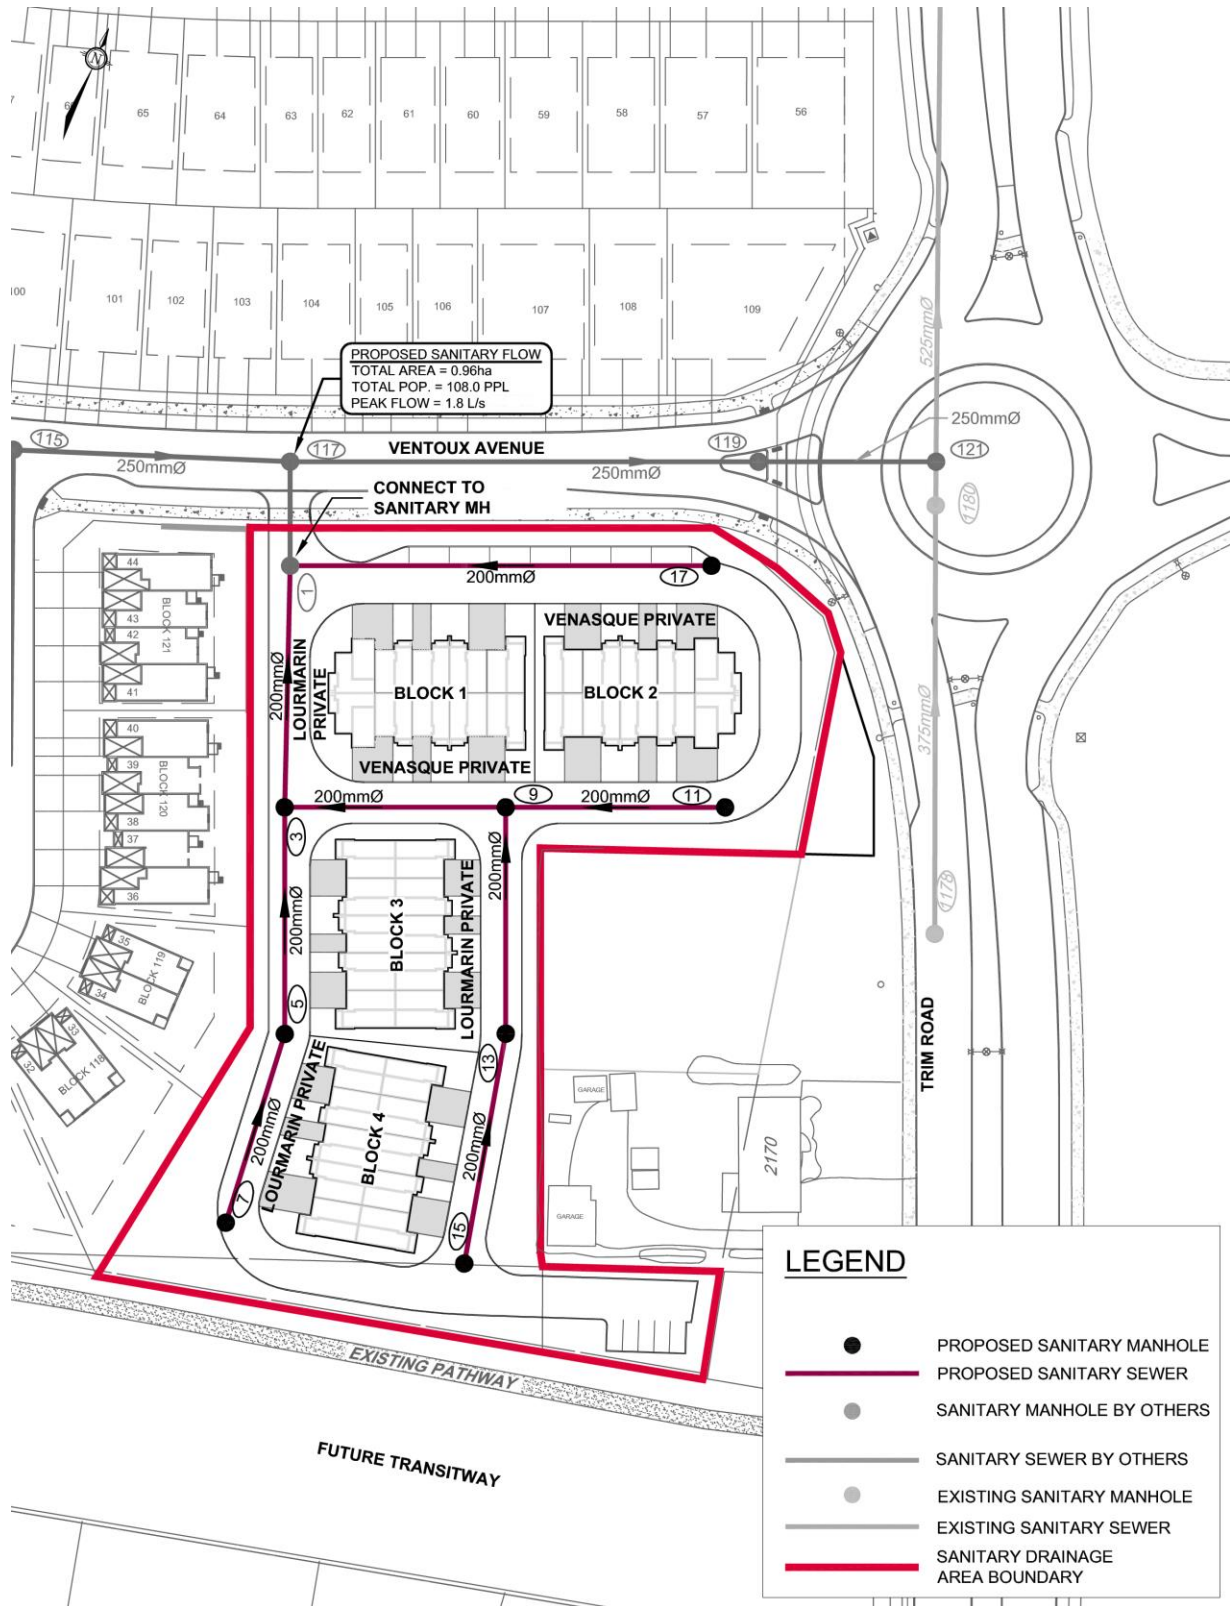 N
65
64
63
62
61
60
59
58
57
56
101
102
103
104
105
106
107
108
109
PROPOSED SANITARY FLOW
TOTAL AREA = 0.96ha
TOTAL POP. = 108.0 PPL
PEAK FLOW = 1.8 L/s
525mmØ
115
117
VENTOUX AVENUE
119
250mmØ
121
250mmØ
250mmØ
CONNECT TO
SANITARY MH
1180
44
43
42
41
BLOCK 121
1
200mmØ
17
VENASQUE PRIVATE
LOURMARIN
PRIVATE
200mmØ
BLOCK 1
BLOCK 2
375mmØ
40
39
38
37
36
BLOCK 120
VENASQUE PRIVATE
200mmØ
9
200mmØ
11
3
200mmØ
200mmØ
BLOCK 3
LOURMARIN PRIVATE
1178
35
34
BLOCK 119
33
32
BLOCK 118
5
13
TRIM ROAD
200mmØ
LOURMARIN PRIVATE
BLOCK 4
200mmØ
GARAGE
2170
7
15
GARAGE
EXISTING PATHWAY
FUTURE TRANSITWAY
LEGEND
PROPOSED SANITARY MANHOLE
PROPOSED SANITARY SEWER
SANITARY MANHOLE BY OTHERS
SANITARY SEWER BY OTHERS
EXISTING SANITARY MANHOLE
EXISTING SANITARY SEWER
SANITARY DRAINAGE
AREA BOUNDARY